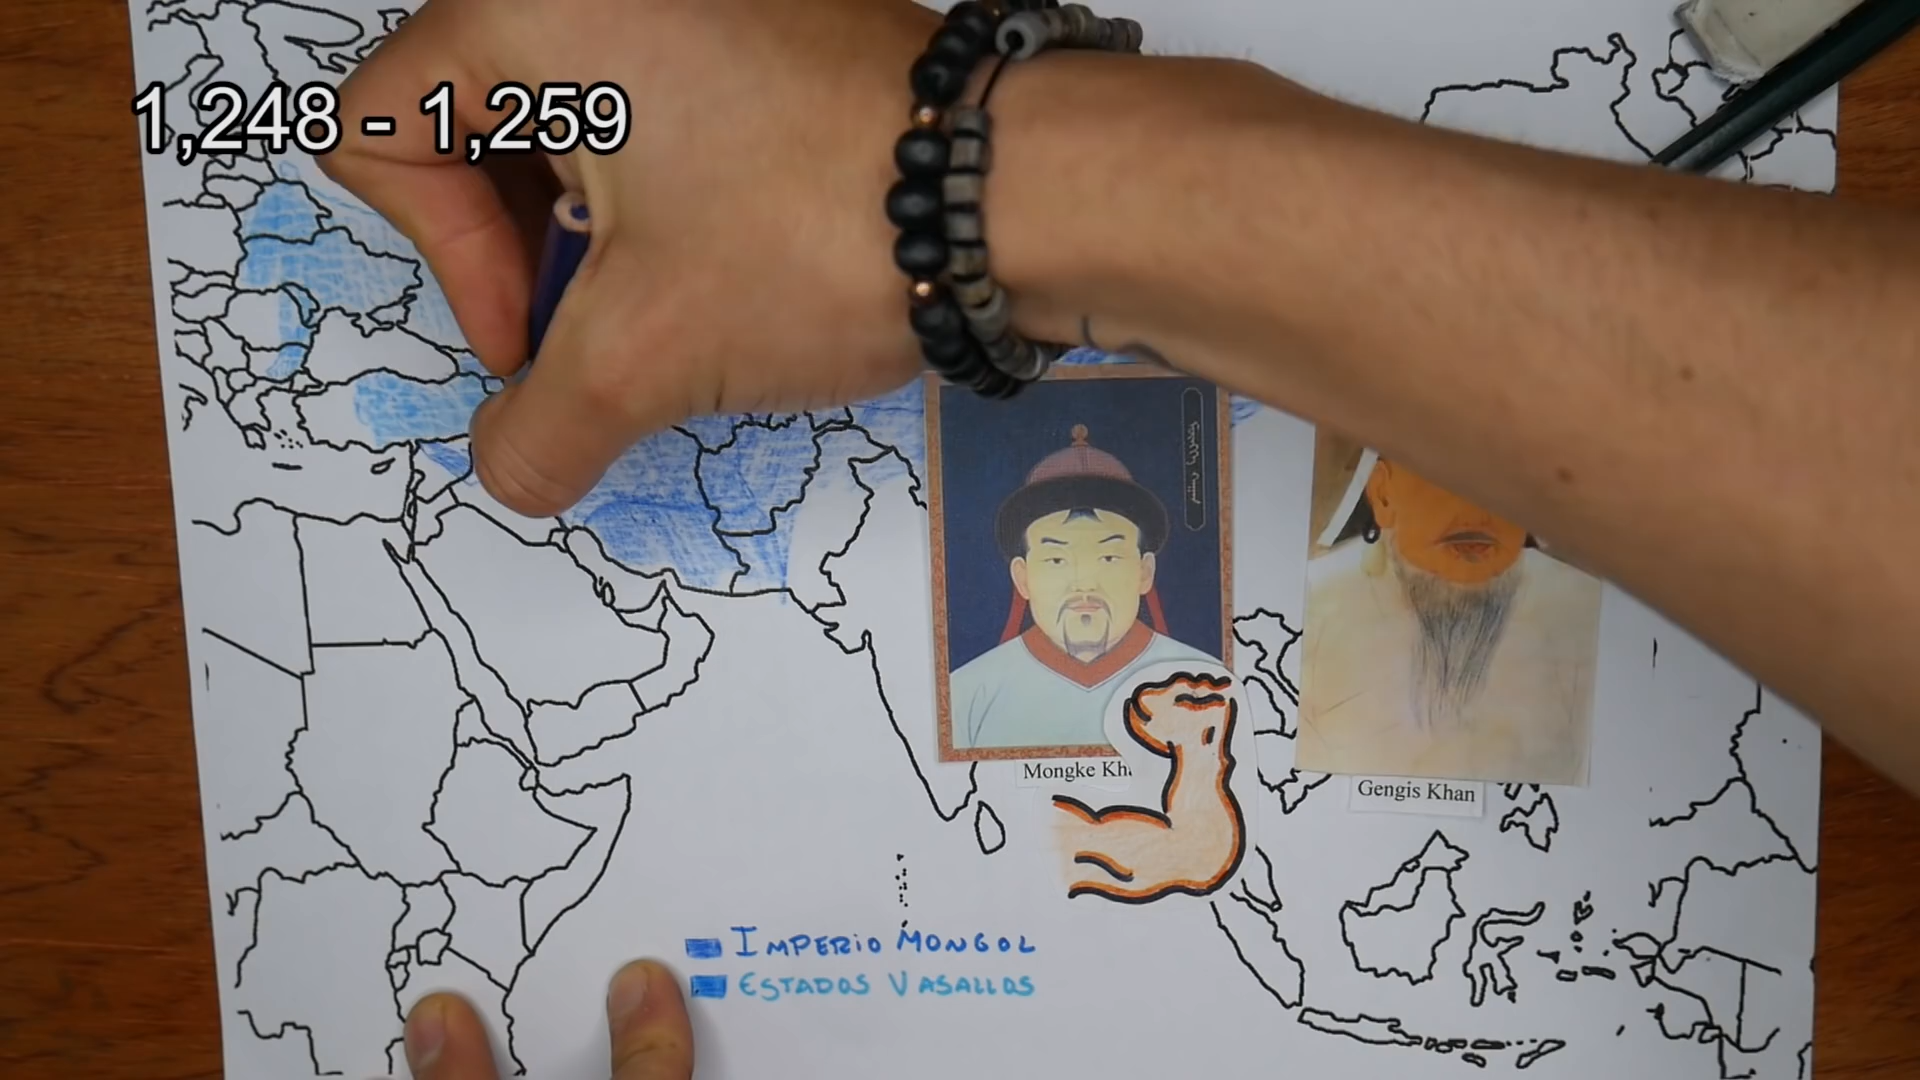 1,248 - 1,259
Mongke Kh
Gengis Khan
IMPERIO MONGOL
ESTADOS VASALLOS